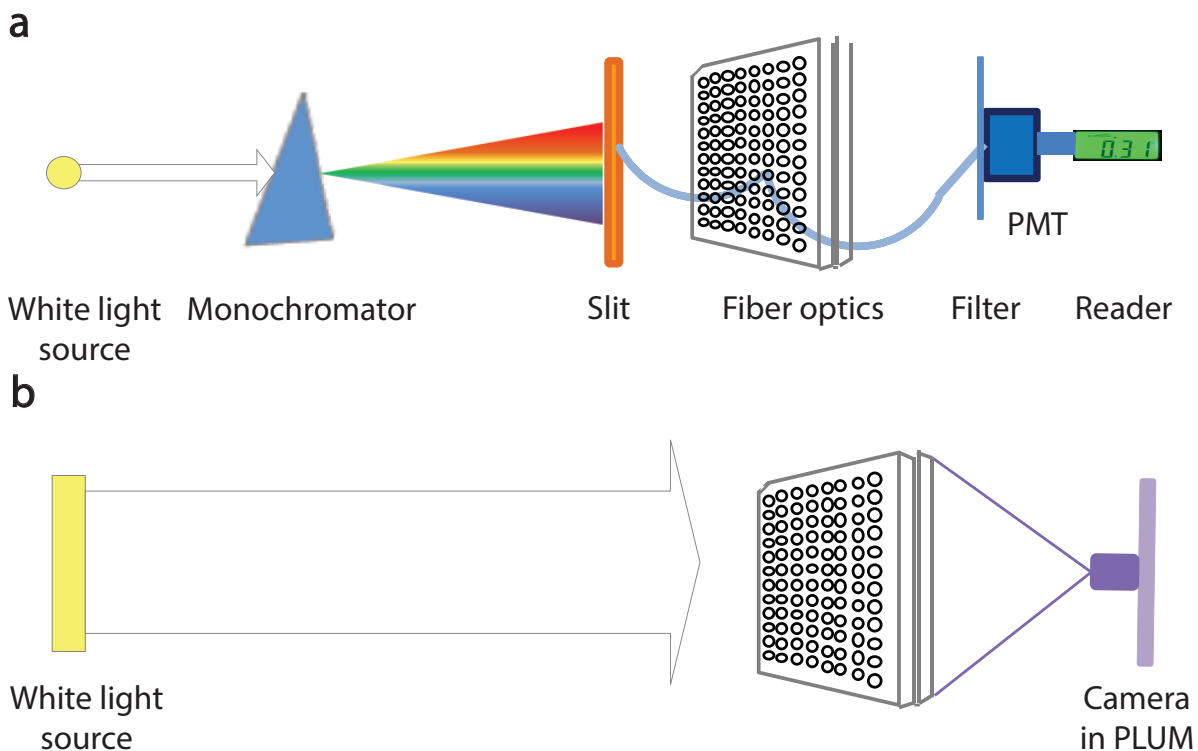 a
0.31
PMT
White light
source
Monochromator
Slit
Fiber optics
Filter
Reader
b
White light
source
Camera
in PLUM